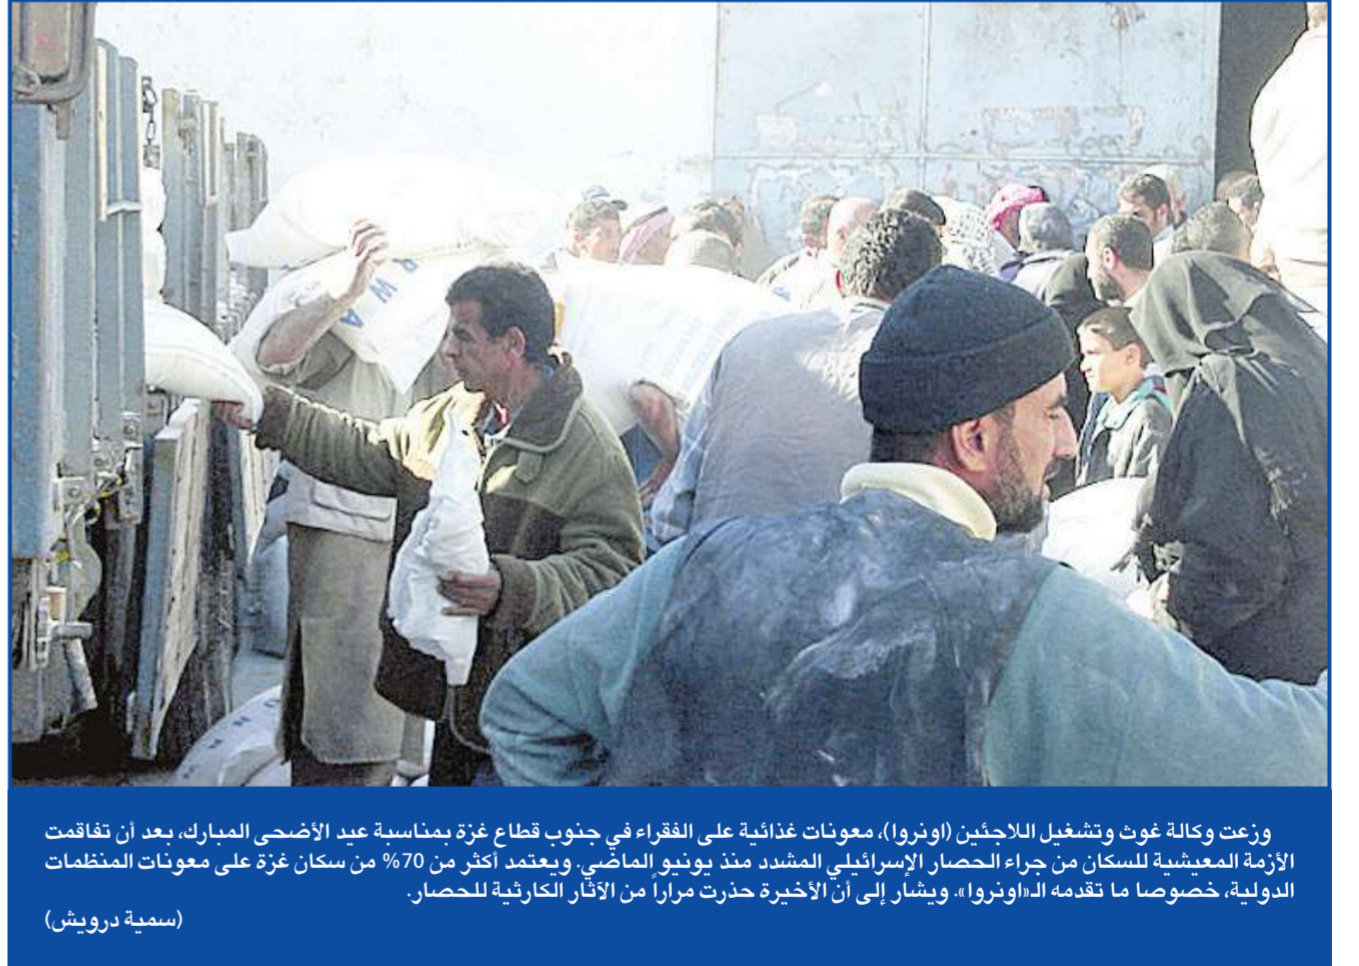 R W A
U N
وزعت وكالة غوث وتشغيل اللاجئين (اونروا)، معونات غذائية على الفقراء في جنوب قطاع غزة بمناسبة عيد الأضحى المبارك، بعد أن تفاقمت
الأزمة المعيشية للسكان من جراء الحصار الإسرائيلي المشدد منذ يونيو الماضي. ويعتمد أكثر من 70% من سكان غزة على معونات المنظمات
الدولية، خصوصا ما تقدمه الـ«اونروا». ويشار إلى أن الأخيرة حذرت مراراً من الآثار الكارثية للحصار.
(سمية درويش)